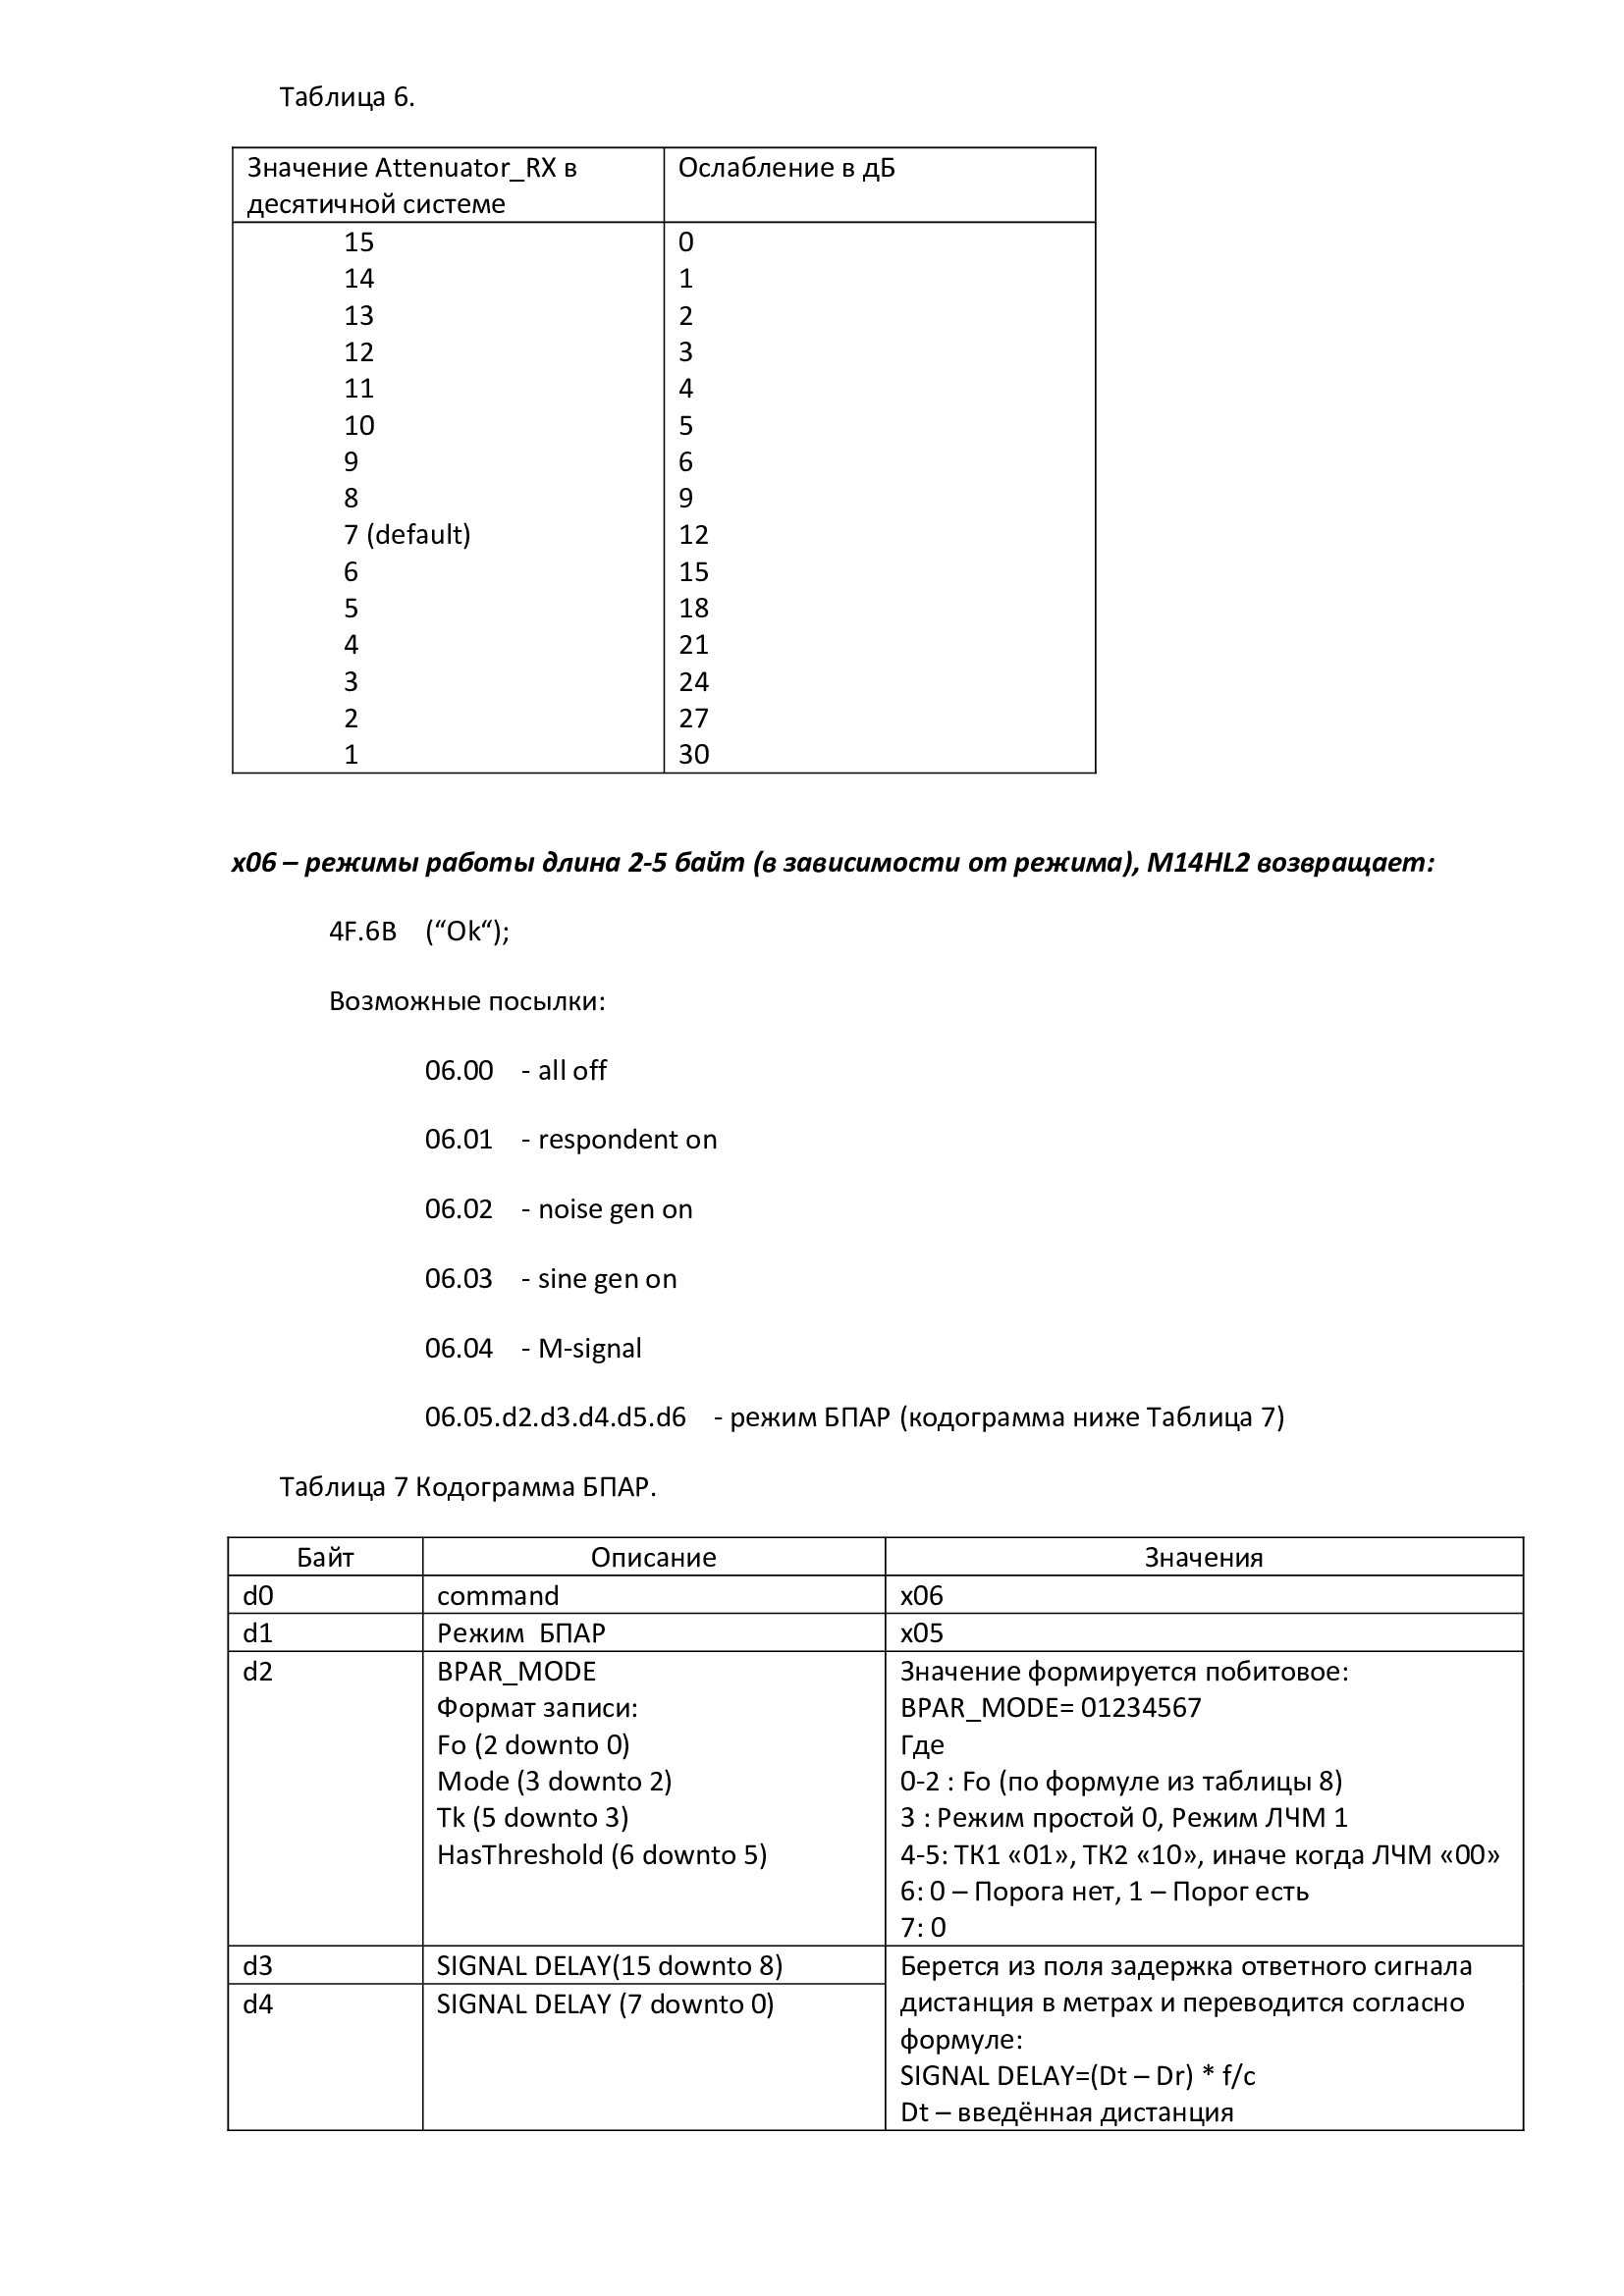 Таблица 6.
Значение Attenuator_RX в
десятичной системе
Ослабление в дБ
15 0
14 1
13 2
12 3
11 4
10 5
9 6
8 9
7 (default) 12
6 15
5 18
4 21
3 24
2 27
1 30
x06 – режимы работы длина 2-5 байт (в зависимости от режима), M14HL2 возвращает:
4F.6B (“Ok“);
Возможные посылки:
06.00 - all off
06.01 - respondent on
06.02 - noise gen on
06.03 - sine gen on
06.04 - M-signal
06.05.d2.d3.d4.d5.d6 - режим БПАР (кодограмма ниже Таблица 7)
Таблица 7 Кодограмма БПАР.
Байт Описание Значения
d0 command x06
d1 Режим БПАР x05
d2
BPAR_MODE
Формат записи:
Fo (2 downto 0)
Mode (3 downto 2)
Tk (5 downto 3)
HasThreshold (6 downto 5)
Значение формируется побитовое:
BPAR_MODE= 01234567
Где
0-2 : Fo (по формуле из таблицы 8)
3 : Режим простой 0, Режим ЛЧМ 1
4-5: ТК1 «01», ТК2 «10», иначе когда ЛЧМ «00»
6: 0 – Порога нет, 1 – Порог есть
7: 0
d3 SIGNAL DELAY(15 downto 8)
d4 SIGNAL DELAY (7 downto 0)
Берется из поля задержка ответного сигнала
дистанция в метрах и переводится согласно
формуле:
SIGNAL DELAY=(Dt – Dr) * f/c
Dt – введённая дистанция